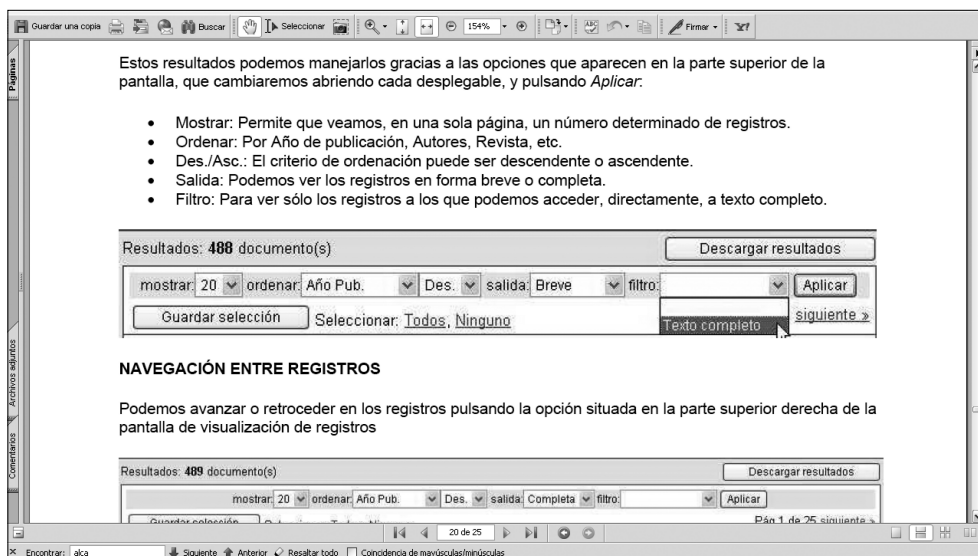 Guardar una copia Buscar Seleccionar 154% Firmar Y!
Páginas
Estos resultados podemos manejarlos gracias a las opciones que aparecen en la parte superior de la
pantalla, que cambiaremos abriendo cada desplegable, y pulsando Aplicar:
• Mostrar: Permite que veamos, en una sola página, un número determinado de registros.
• Ordenar: Por Año de publicación, Autores, Revista, etc.
• Des./Asc.: El criterio de ordenación puede ser descendente o ascendente.
• Salida: Podemos ver los registros en forma breve o completa.
• Filtro: Para ver sólo los registros a los que podemos acceder, directamente, a texto completo.
Resultados: 488 documento(s) Descargar resultados
mostrar: 20 ordenar: Año Pub. Des. salida: Breve filtro: Aplicar
Guardar selección Seleccionar: Todos, Ninguno Texto completo siguiente »
Archivos adjuntos
NAVEGACIÓN ENTRE REGISTROS
Podemos avanzar o retroceder en los registros pulsando la opción situada en la parte superior derecha de la
pantalla de visualización de registros
Comentarios
Resultados: 489 documento(s) Descargar resultados
mostrar: 20 ordenar: Año Pub. Des. salida: Completa filtro: Aplicar
Guardar selección Pág 1 de 25 siguiente »
20 de 25
Encontrar: alca Siguiente Anterior Resaltar todo Coincidencia de mayúsculas/minúsculas